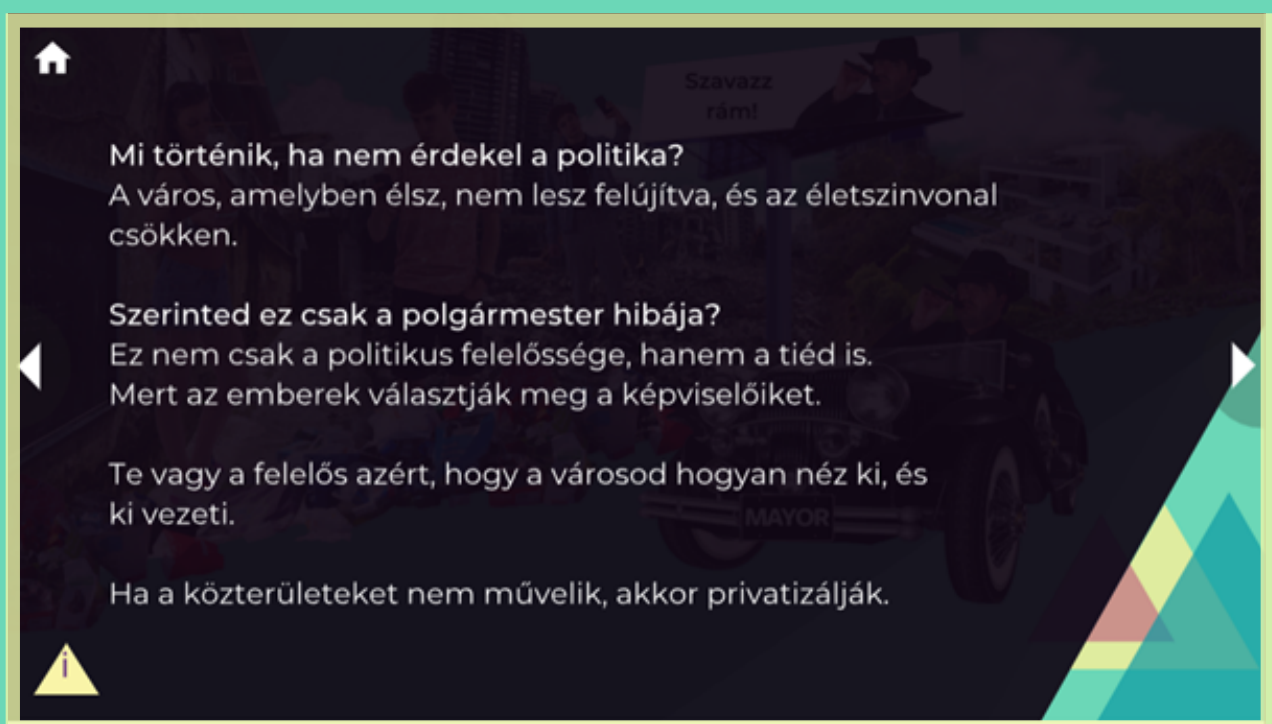 Szavazz
rám!
Mi történik, ha nem érdekel a politika?
A város, amelyben élsz, nem lesz felújítva, és az életszinvonal
csökken.
Szerinted ez csak a polgármester hibája?
Ez nem csak a politikus felelőssége, hanem a tiéd is.
Mert az emberek választják meg a képviselőiket.
Te vagy a felelős azért, hogy a városod hogyan néz ki, és
ki vezeti.
MAYOR
Ha a közterületeket nem művelik, akkor privatizálják.
i